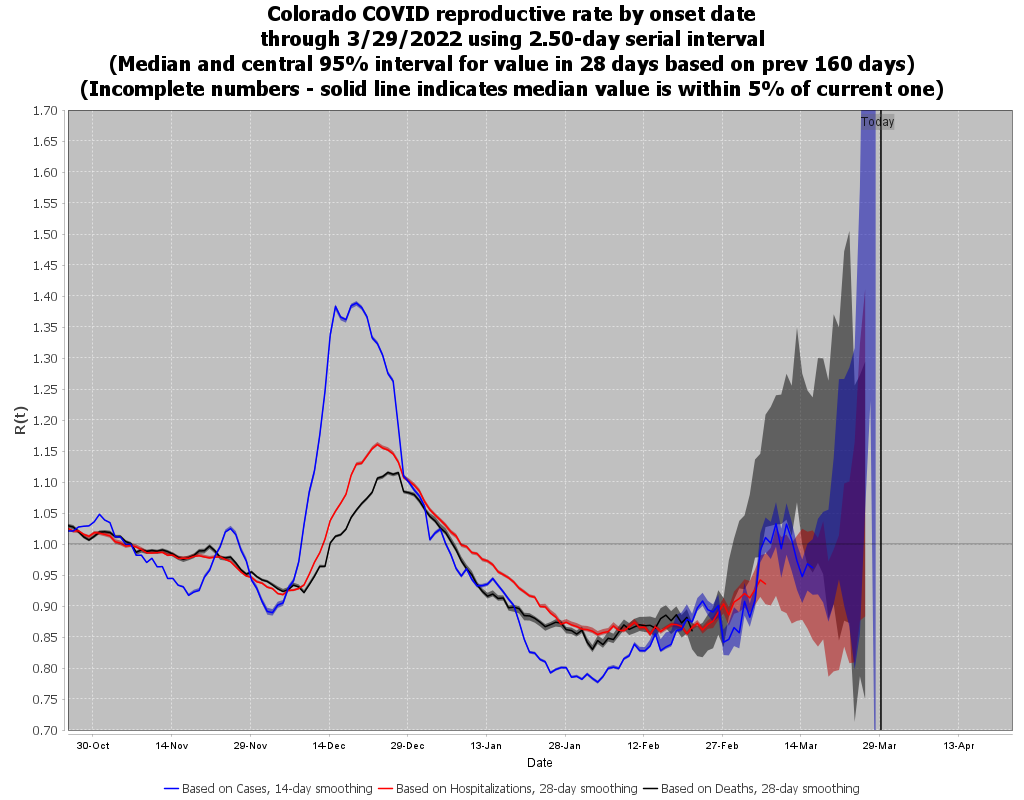 Colorado COVID reproductive rate by onset date
through 3/29/2022 using 2.50-day serial interval
(Median and central 95% interval for value in 28 days based on prev 160 days)
(Incomplete numbers - solid line indicates median value is within 5% of current one)
1.70
Today
1.65
1.60
1.55
1.50
1.45
1.40
1.35
1.30
1.25
1.20
R(t)
1.15
1.10
1.05
1.00
0.95
0.90
0.85
0.80
0.75
0.70
30-Oct 14-Nov 29-Nov 14-Dec 29-Dec 13-Jan 28-Jan 12-Feb 27-Feb 14-Mar 29-Mar 13-Apr
Date
Based on Cases, 14-day smoothing Based on Hospitalizations, 28-day smoothing Based on Deaths, 28-day smoothing